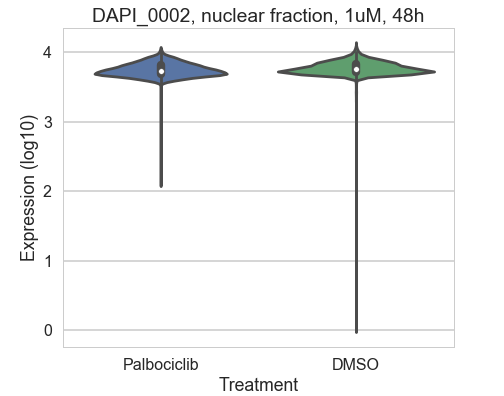 DAPI_0002, nuclear fraction, 1uM, 48h
Expression (log10)
4
3
2
1
0
Palbociclib
DMSO
Treatment